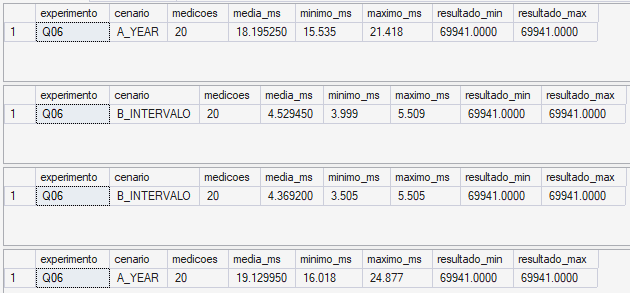 experimento cenario medicoes media_ms minimo_ms maximo_ms resultado_min resultado_max
1 Q06 A_YEAR 20 18.195250 15.535 21.418 69941.0000 69941.0000
experimento cenario medicoes media_ms minimo_ms maximo_ms resultado_min resultado_max
1 Q06 B_INTERVALO 20 4.529450 3.999 5.509 69941.0000 69941.0000
experimento cenario medicoes media_ms minimo_ms maximo_ms resultado_min resultado_max
1 Q06 B_INTERVALO 20 4.369200 3.505 5.505 69941.0000 69941.0000
experimento cenario medicoes media_ms minimo_ms maximo_ms resultado_min resultado_max
1 Q06 A_YEAR 20 19.129950 16.018 24.877 69941.0000 69941.0000